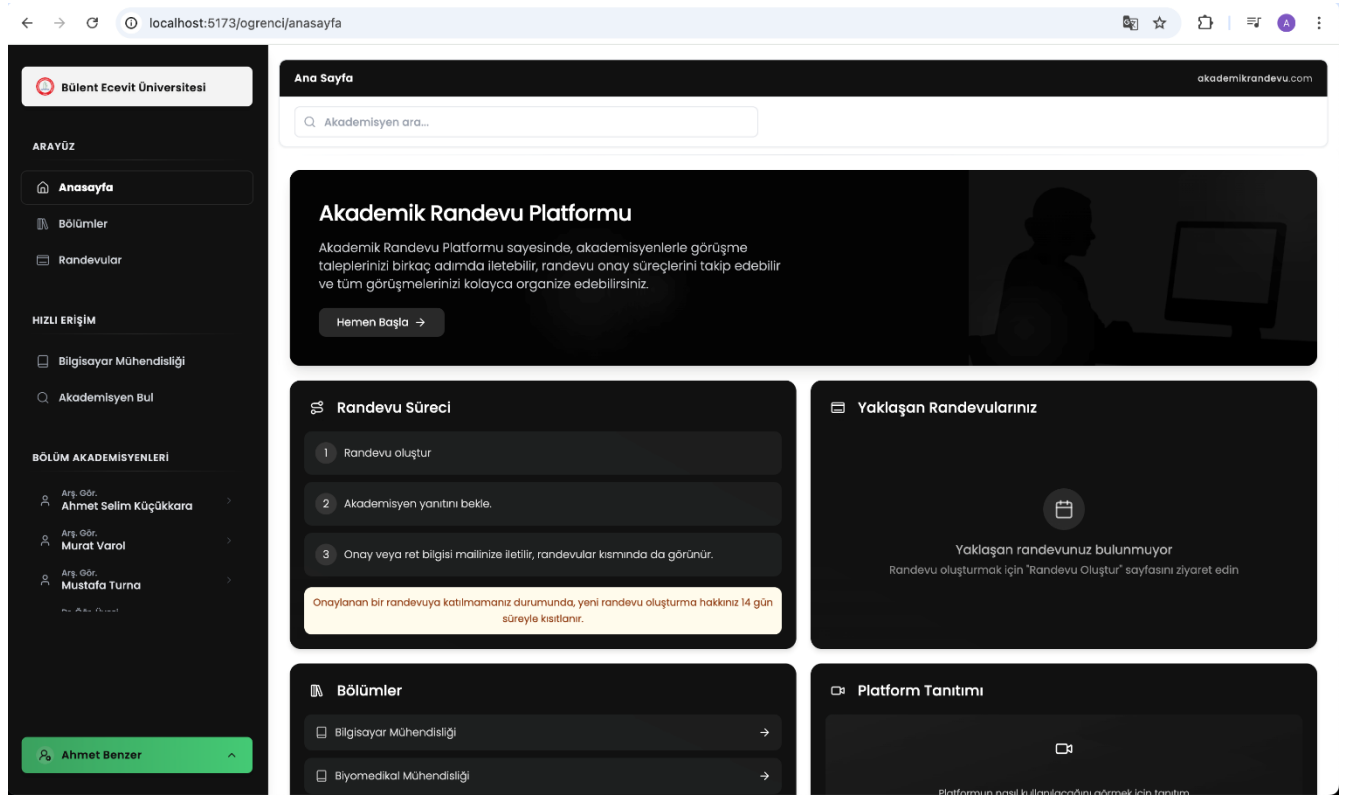 localhost:5173/ogrenci/anasayfa
A
Bülent Ecevit Üniversitesi
ARAYÜZ
Anasayfa
Bölümler
Randevular
HIZLI ERİŞİM
Bilgisayar Mühendisliği
Akademisyen Bul
BÖLÜM AKADEMİSYENLERİ
Arş. Gör.
Ahmet Selim Küçükkara
Arş. Gör.
Murat Varol
Arş. Gör.
Mustafa Turna
Ahmet Benzer
Ana Sayfa
akademikrandevu.com
Akademisyen ara...
Akademik Randevu Platformu
Akademik Randevu Platformu sayesinde, akademisyenlerle görüşme
taleplerinizi birkaç adımda iletebilir, randevu onay süreçlerini takip edebilir
ve tüm görüşmelerinizi kolayca organize edebilirsiniz.
Hemen Başla →
Randevu Süreci
1 Randevu oluştur
2 Akademisyen yanıtını bekle.
3 Onay veya ret bilgisi mailinize iletilir, randevular kısmında da görünür.
Onaylanan bir randevuya katılmamanız durumunda, yeni randevu oluşturma hakkınız 14 gün
süreyle kısıtlanır.
Yaklaşan Randevularınız
Yaklaşan randevunuz bulunmuyor
Randevu oluşturmak için "Randevu Oluştur" sayfasını ziyaret edin
Bölümler
Bilgisayar Mühendisliği
Biyomedikal Mühendisliği
Platform Tanıtımı
Platformun nasıl kullanılacağını görmek için tanıtım